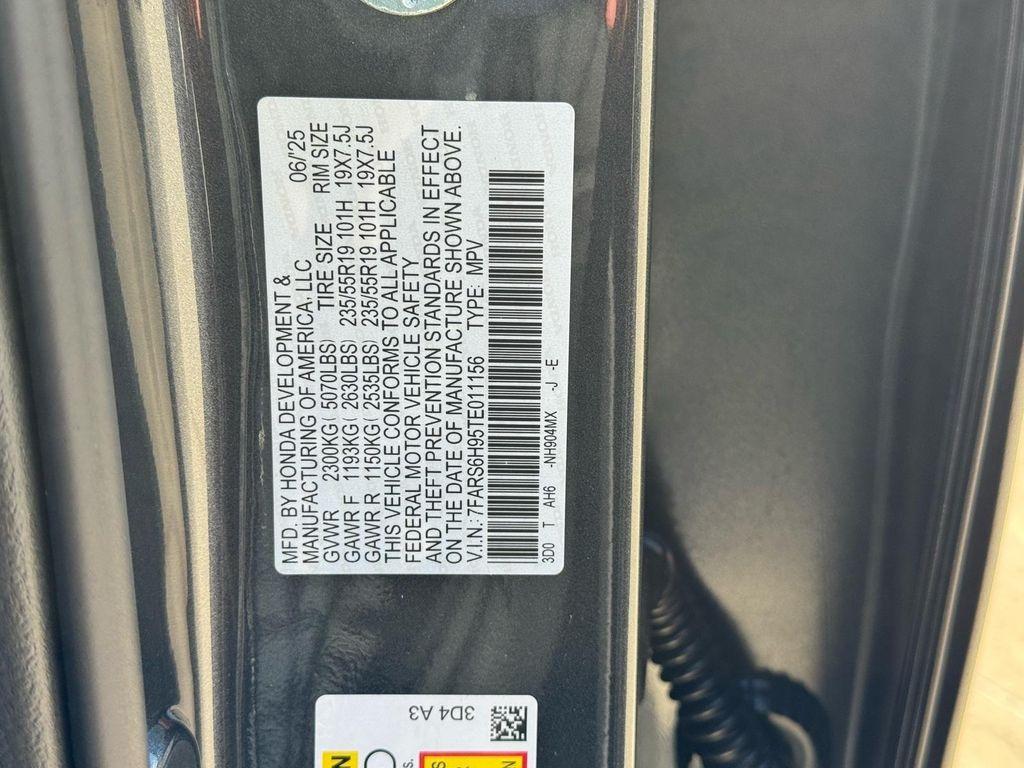 MFD. BY HONDA DEVELOPMENT &
MANUFACTURING OF AMERICA, LLC 06/'25
GVWR 2300KG( 5070LBS) TIRE SIZE RIM SIZE
GAWR F 1193KG( 2630LBS) 235/55R19 101H 19X7.5J
GAWR R 1150KG( 2535LBS) 235/55R19 101H 19X7.5J
THIS VEHICLE CONFORMS TO ALL APPLICABLE
FEDERAL MOTOR VEHICLE SAFETY
AND THEFT PREVENTION STANDARDS IN EFFECT
ON THE DATE OF MANUFACTURE SHOWN ABOVE.
V.I.N.: 7FARS6H95TE011156 TYPE: MPV
3D0 T AH6 -NH904MX -J -E
3D4 A3